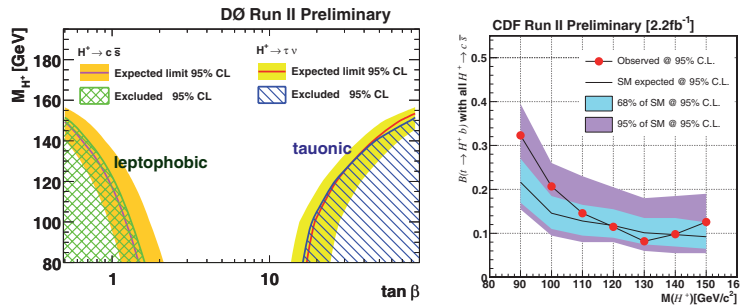 DØ Run II Preliminary
M_H+ [GeV]
H⁺→ c s̅
Expected limit 95% CL
Excluded 95% CL
H⁺→ τ ν
Expected limit 95% CL
Excluded 95% CL
leptophobic
tauonic
180
160
140
120
100
80
1
10
tan β
CDF Run II Preliminary [2.2fb⁻¹]
B(t → H⁺ b) with all H⁺→ c s̅
Observed @ 95% C.L.
SM expected @ 95% C.L.
68% of SM @ 95% C.L.
95% of SM @ 95% C.L.
0.5
0.4
0.3
0.2
0.1
0
80 90 100 110 120 130 140 150 160
M(H⁺)[GeV/c²]